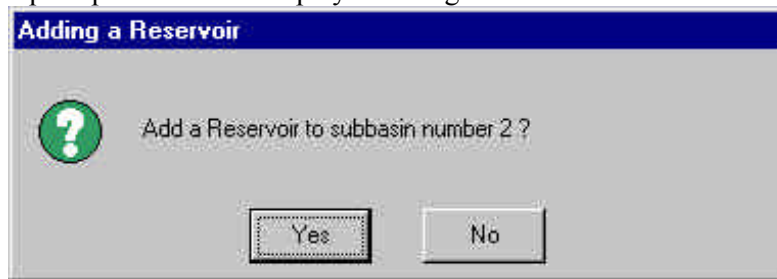 Adding a Reservoir
Add a Reservoir to subbasin number 2 ?
Yes No